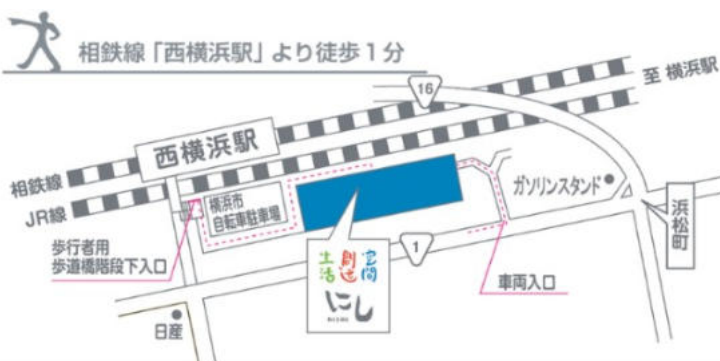 相鉄線「西横浜駅」より徒歩1分
至 横浜駅
16
西横浜駅
相鉄線
JR線
横浜市
自転車駐車場
ガソリンスタンド
浜松町
歩行者用
歩道橋階段下入口
1
車両入口
生活
創造
空間
にし
日産